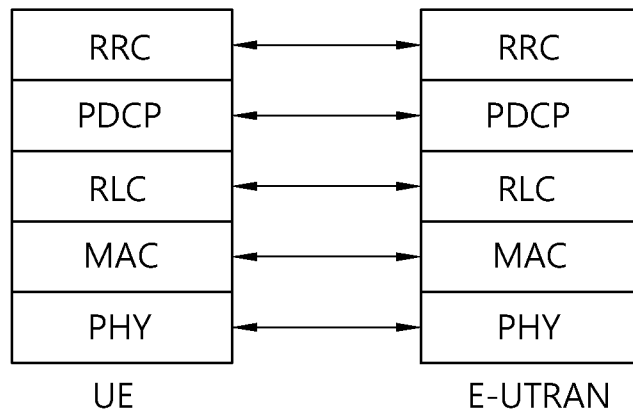 RRC RRC
PDCP PDCP
RLC RLC
MAC MAC
PHY PHY
UE E-UTRAN